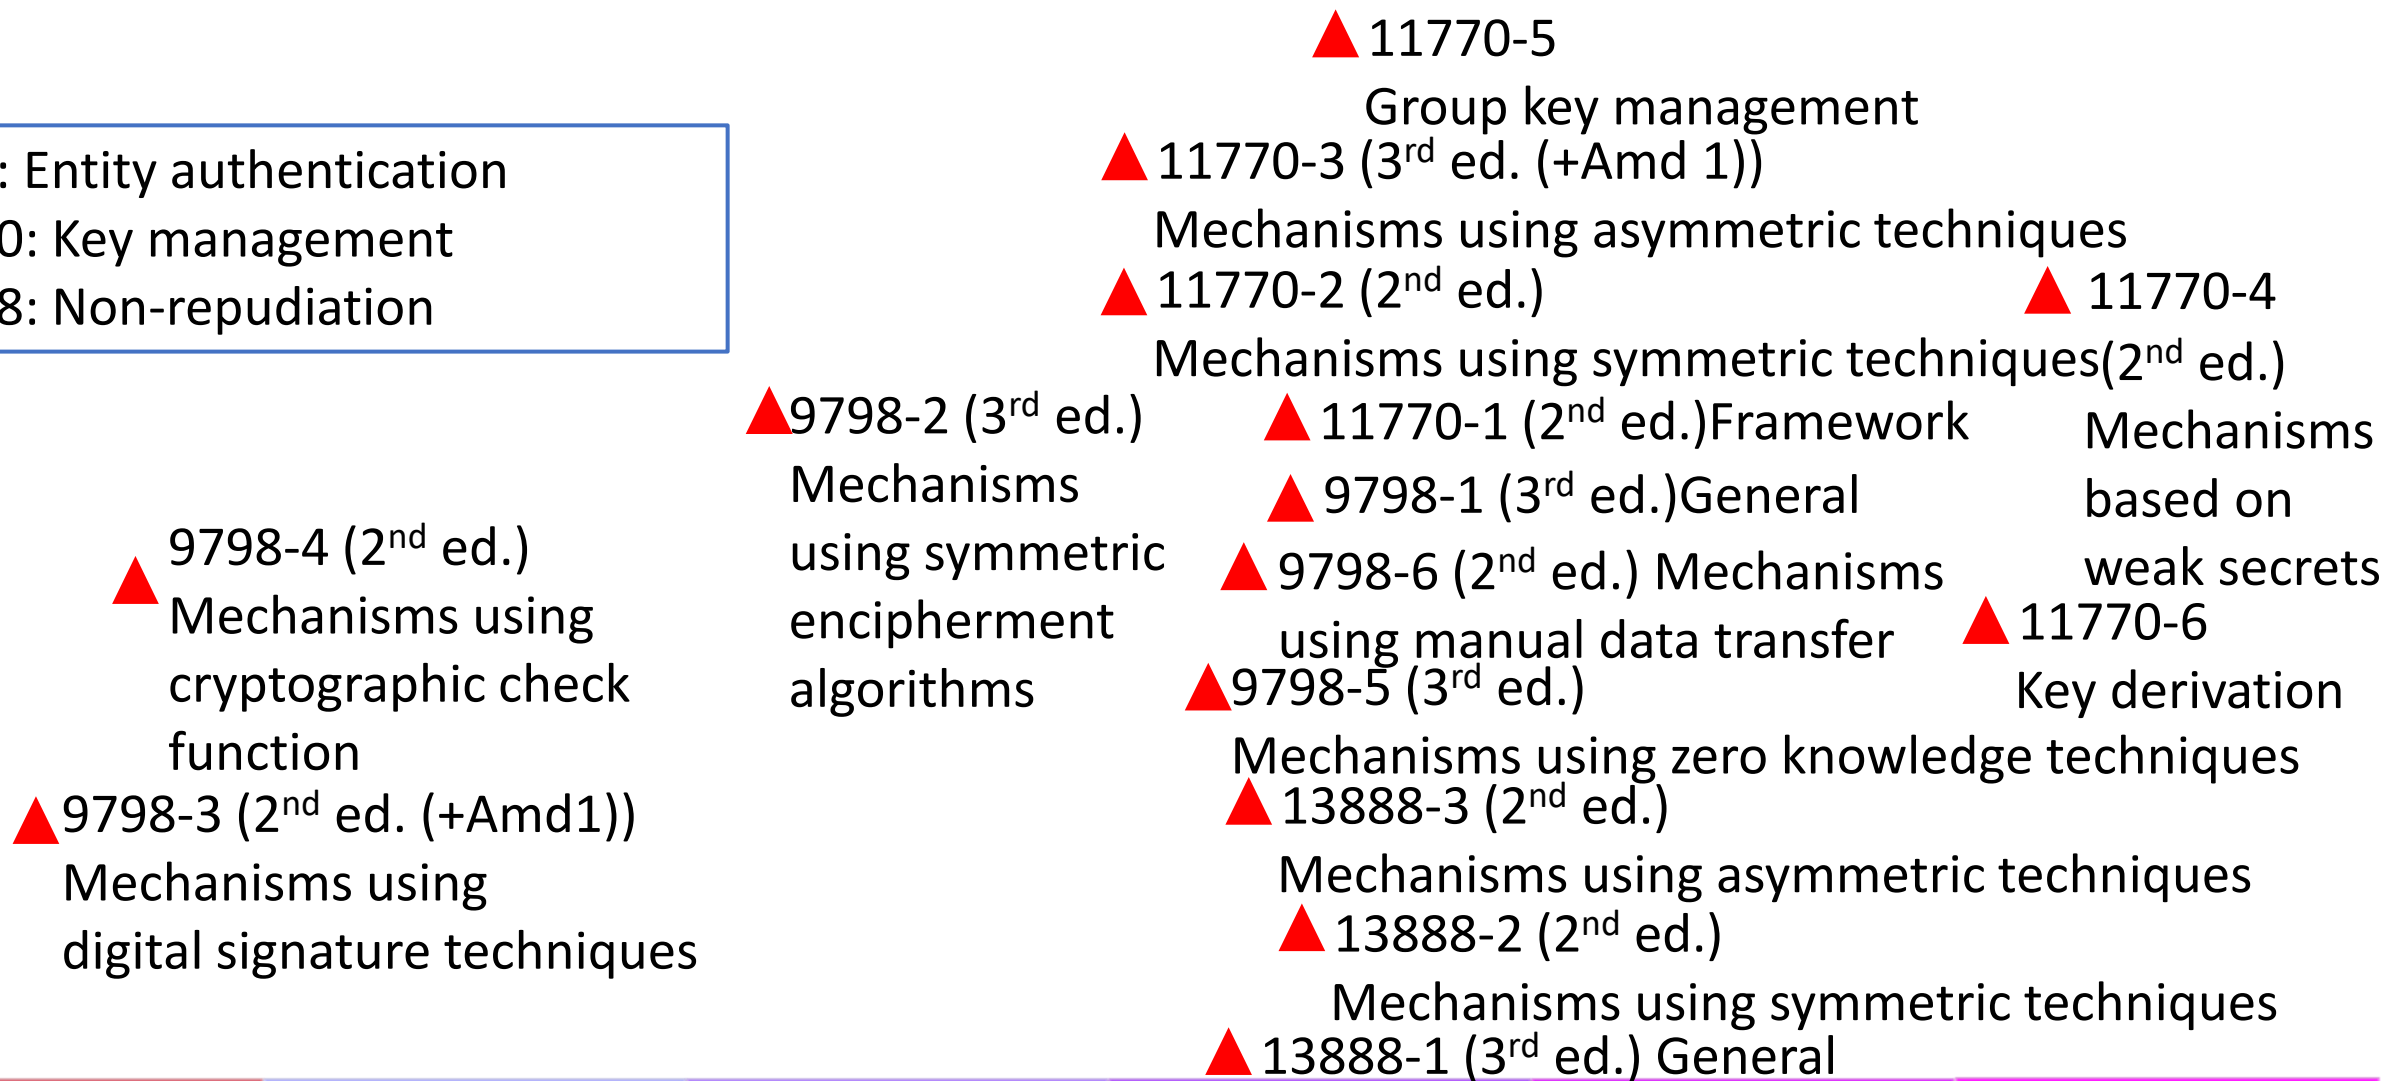 : Entity authentication
0: Key management
8: Non-repudiation
11770-5
Group key management
11770-3 (3rd ed. (+Amd 1))
Mechanisms using asymmetric techniques
11770-2 (2nd ed.)
Mechanisms using symmetric techniques
11770-4
(2nd ed.)
Mechanisms
based on
weak secrets
9798-2 (3rd ed.)
Mechanisms
using symmetric
encipherment
algorithms
11770-1 (2nd ed.)Framework
9798-1 (3rd ed.)General
9798-6 (2nd ed.) Mechanisms
using manual data transfer
11770-6
Key derivation
9798-5 (3rd ed.)
Mechanisms using zero knowledge techniques
9798-4 (2nd ed.)
Mechanisms using
cryptographic check
function
9798-3 (2nd ed. (+Amd1))
Mechanisms using
digital signature techniques
13888-3 (2nd ed.)
Mechanisms using asymmetric techniques
13888-2 (2nd ed.)
Mechanisms using symmetric techniques
13888-1 (3rd ed.) General